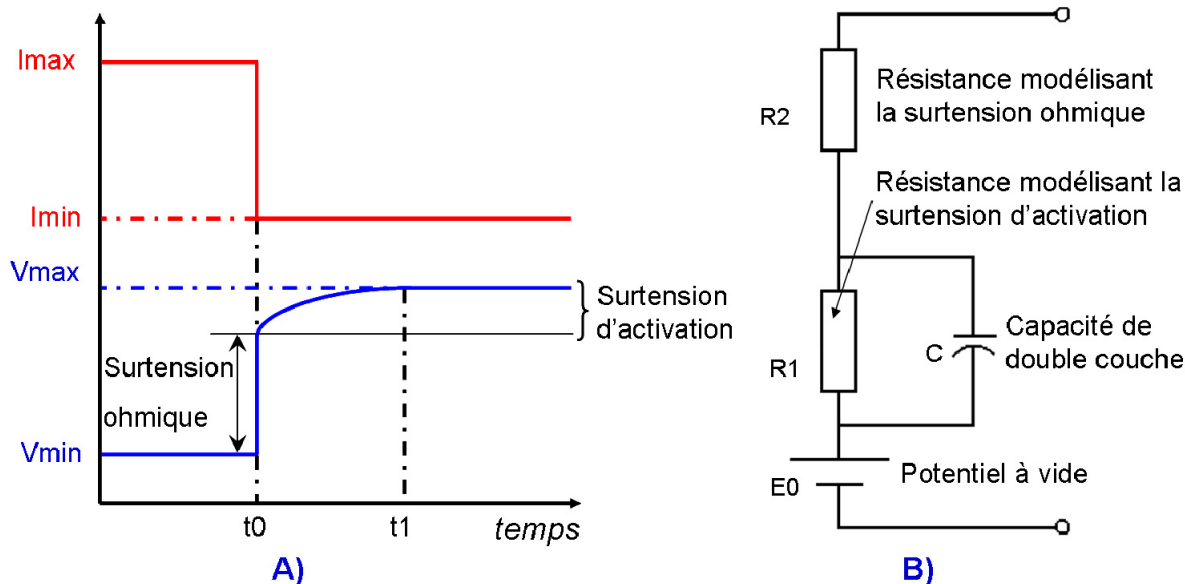 Imax
Imin
Vmax
Surtension
d'activation
Surtension
ohmique
Vmin
t0
t1
temps
A)
R2
Résistance modélisant
la surtension ohmique
Résistance modélisant la
surtension d'activation
R1
C
Capacité de
double couche
E0
Potentiel à vide
B)